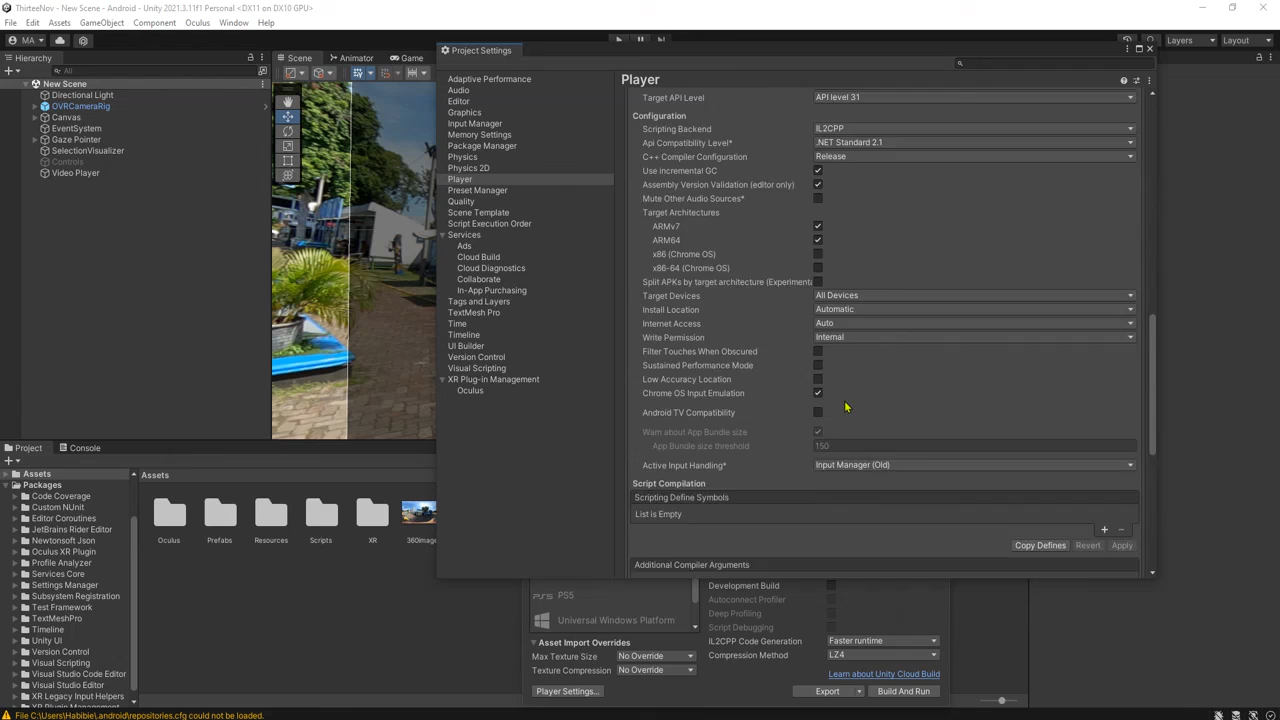 ThirteeNov - New Scene - Android - Unity 2021.3.11f1 Personal <DX11 on DX10 GPU>
File Edit Assets GameObject Component Oculus Window Help
MA Layers Layout
Hierarchy Scene Animator Game
All
New Scene
Directional Light
OVRCameraRig
Canvas
EventSystem
Gaze Pointer
SelectionVisualizer
Controls
Video Player
Project Settings
Adaptive Performance
Audio
Editor
Graphics
Input Manager
Memory Settings
Package Manager
Physics
Physics 2D
Player
Preset Manager
Quality
Scene Template
Script Execution Order
Services
Ads
Cloud Build
Cloud Diagnostics
Collaborate
In-App Purchasing
Tags and Layers
TextMesh Pro
Time
Timeline
UI Builder
Version Control
Visual Scripting
XR Plug-in Management
Oculus
Player
Target API Level API level 31
Configuration
Scripting Backend IL2CPP
Api Compatibility Level* .NET Standard 2.1
C++ Compiler Configuration Release
Use incremental GC
Assembly Version Validation (editor only)
Mute Other Audio Sources*
Target Architectures
ARMv7
ARM64
x86 (Chrome OS)
x86-64 (Chrome OS)
Split APKs by target architecture (Experimenta
Target Devices All Devices
Install Location Automatic
Internet Access Auto
Write Permission Internal
Filter Touches When Obscured
Sustained Performance Mode
Low Accuracy Location
Chrome OS Input Emulation
Android TV Compatibility
Warn about App Bundle size
App Bundle size threshold 150
Active Input Handling* Input Manager (Old)
Script Compilation
Scripting Define Symbols
List is Empty
Copy Defines Revert Apply
Additional Compiler Arguments
Project Console
Assets
Packages
Code Coverage
Custom NUnit
Editor Coroutines
JetBrains Rider Editor
Newtonsoft Json
Oculus XR Plugin
Profile Analyzer
Services Core
Settings Manager
Subsystem Registration
Test Framework
TextMeshPro
Timeline
Unity UI
Version Control
Visual Scripting
Visual Studio Code Editor
Visual Studio Editor
XR Legacy Input Helpers
XR Plugin Management
Assets
Oculus Prefabs Resources Scripts XR 360Image
PS5
Universal Windows Platform
Asset Import Overrides
Max Texture Size No Override
Texture Compression No Override
Player Settings...
Development Build
Autoconnect Profiler
Deep Profiling
Script Debugging
IL2CPP Code Generation Faster runtime
Compression Method LZ4
Learn about Unity Cloud Build
Export Build And Run
File C:\Users\Habibie\.android\repositories.cfg could not be loaded.